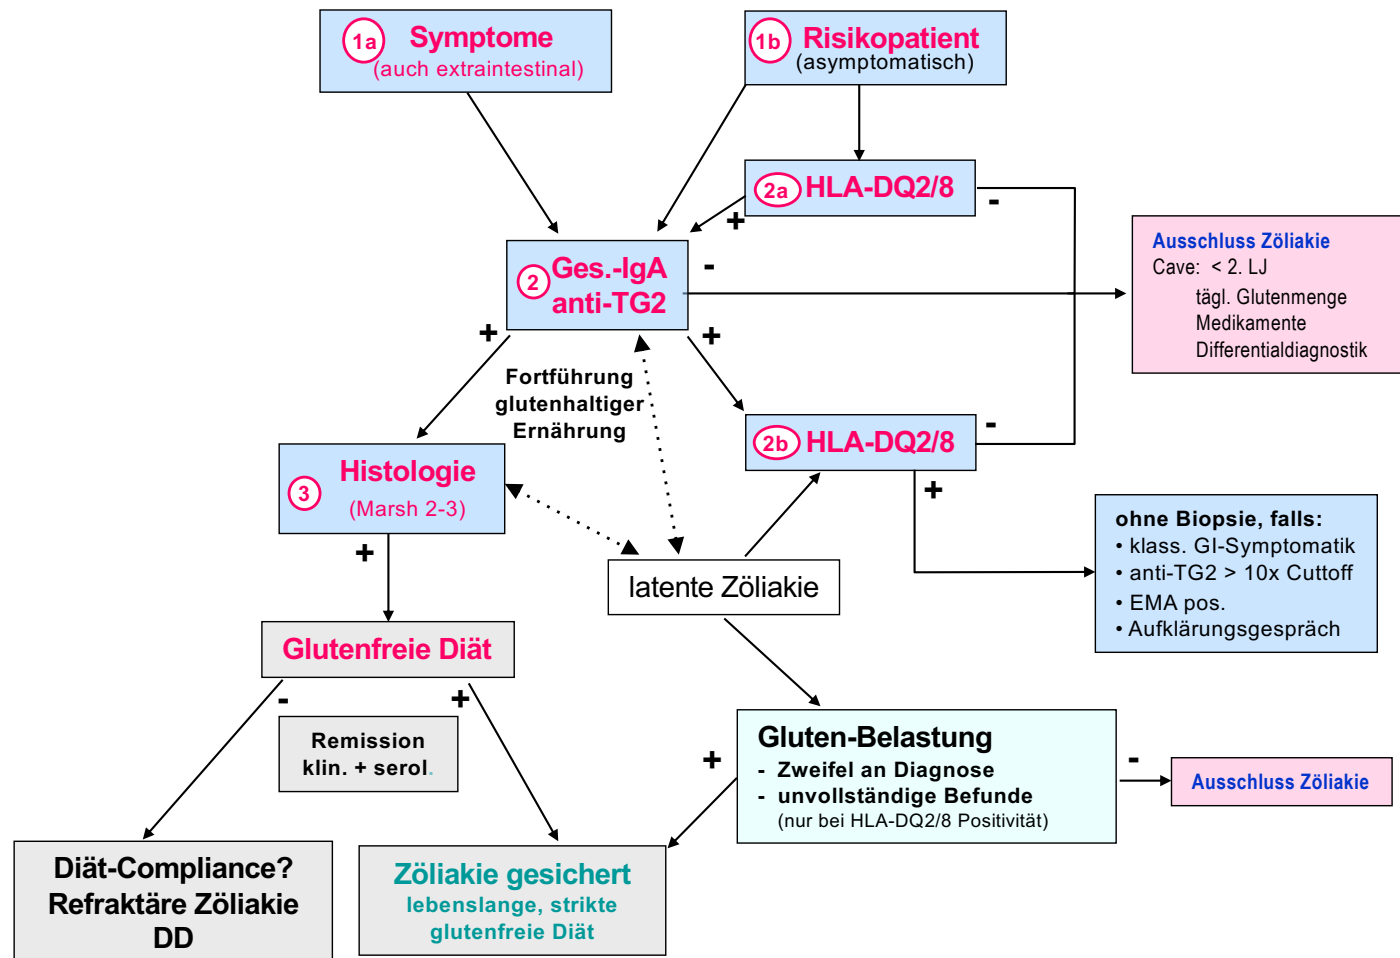 1a Symptome
(auch extraintestinal)
1b Risikopatient
(asymptomatisch)
2a HLA-DQ2/8
-
+
2 Ges.-IgA
anti-TG2
-
+
+
Ausschluss Zöliakie
Cave: < 2. LJ
tägl. Glutenmenge
Medikamente
Differentialdiagnostik
Fortführung
glutenhaltiger
Ernährung
2b HLA-DQ2/8
-
+
3 Histologie
(Marsh 2-3)
+
ohne Biopsie, falls:
• klass. GI-Symptomatik
• anti-TG2 > 10x Cuttoff
• EMA pos.
• Aufklärungsgespräch
latente Zöliakie
Glutenfreie Diät
-
+
Remission
klin. + serol.
Gluten-Belastung
- Zweifel an Diagnose
- unvollständige Befunde
(nur bei HLA-DQ2/8 Positivität)
+
-
Ausschluss Zöliakie
Diät-Compliance?
Refraktäre Zöliakie
DD
Zöliakie gesichert
lebenslange, strikte
glutenfreie Diät